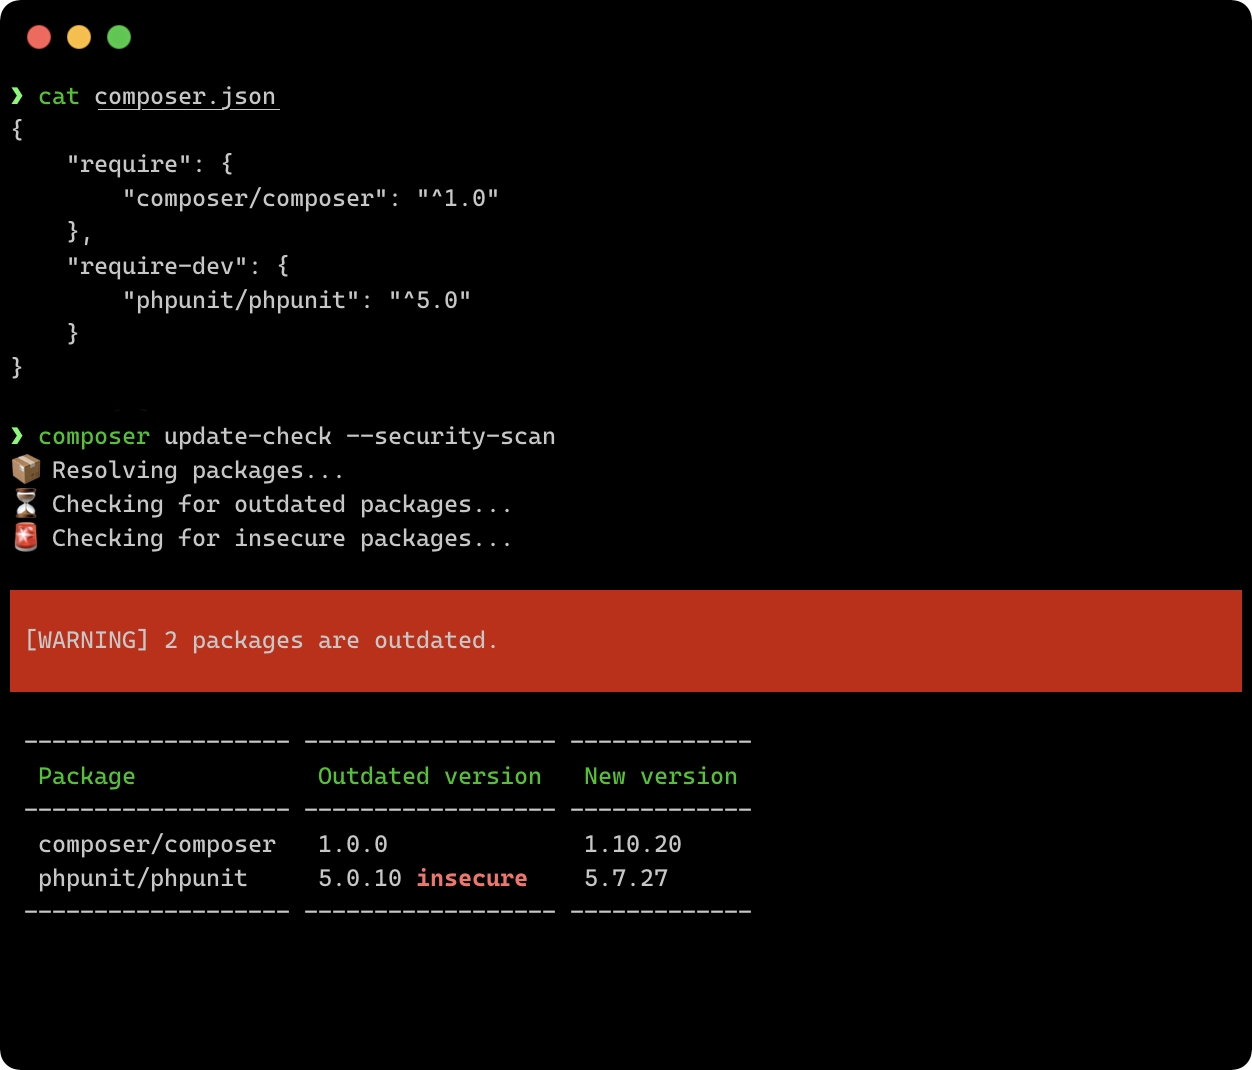 ❯ cat composer.json
{
    "require": {
        "composer/composer": "^1.0"
    },
    "require-dev": {
        "phpunit/phpunit": "^5.0"
    }
}
❯ composer update-check --security-scan
📦 Resolving packages...
⏳ Checking for outdated packages...
🚨 Checking for insecure packages...
[WARNING] 2 packages are outdated.
------------------- ------------------ -------------
Package             Outdated version   New version
------------------- ------------------ -------------
composer/composer   1.0.0              1.10.20
phpunit/phpunit     5.0.10 insecure    5.7.27
------------------- ------------------ -------------